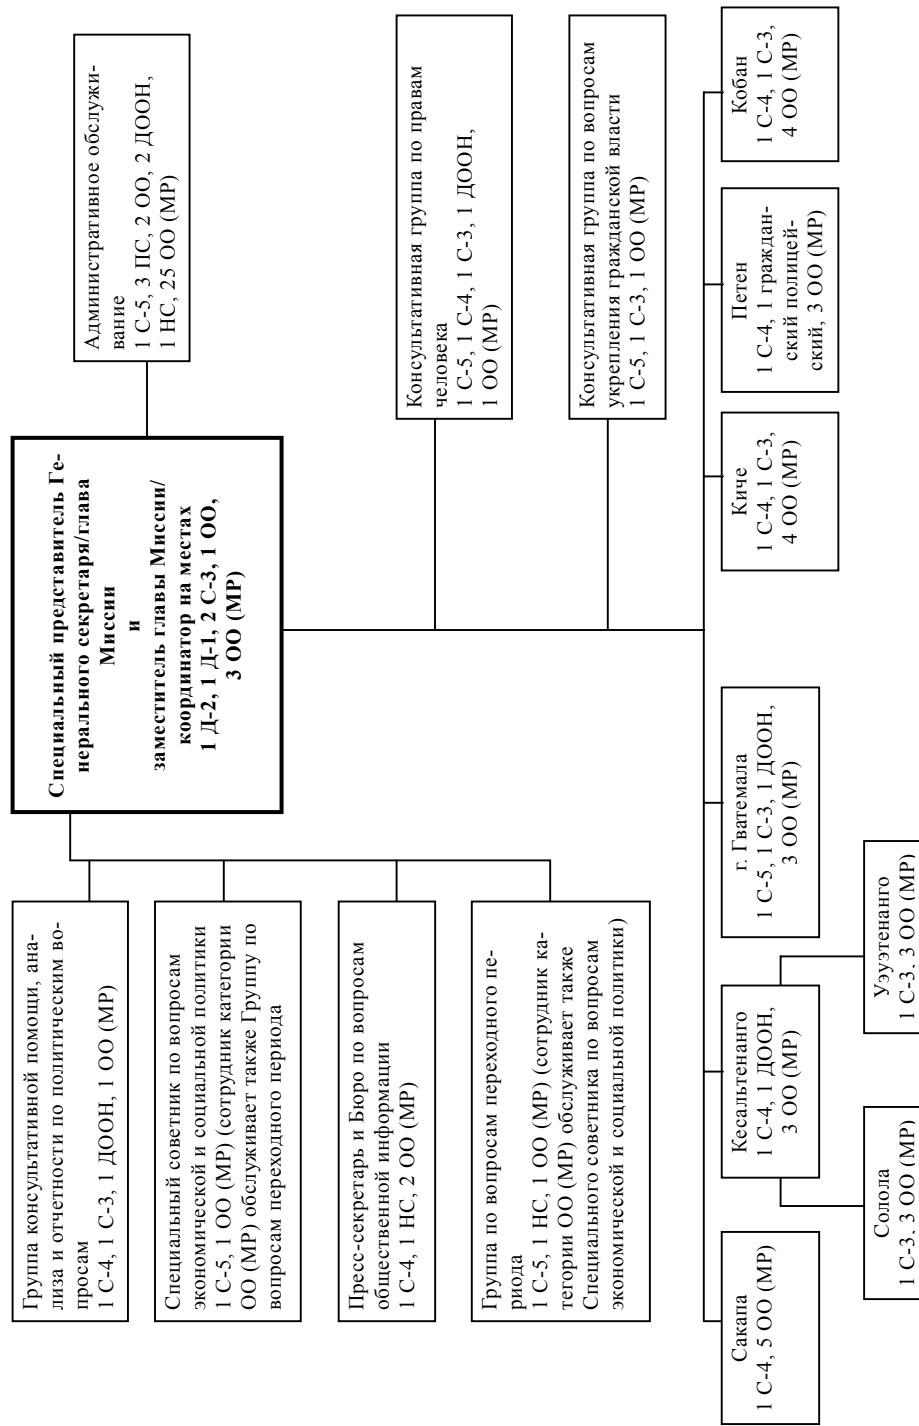 Специальный представитель Ге-
нерального секретаря/глава
Миссии
и
заместитель главы Миссии/
координатор на местах
1 Д-2, 1 Д-1, 2 С-3, 1 ОО,
3 ОО (МР)
Административное обслужи-
вание
1 С-5, 3 ПС, 2 ОО, 2 ДООН,
1 НС, 25 ОО (МР)
Группа консультативной помощи, ана-
лиза и отчетности по политическим во-
просам
1 С-4, 1 С-3, 1 ДООН, 1 ОО (МР)
Специальный советник по вопросам
экономической и социальной политики
1 С-5, 1 ОО (МР) (сотрудник категории
ОО (МР) обслуживает также Группу по
вопросам переходного периода
Пресс-секретарь и Бюро по вопросам
общественной информации
1 С-4, 1 НС, 2 ОО (МР)
Группа по вопросам переходного пе-
риода
1 С-5, 1 НС, 1 ОО (МР) (сотрудник ка-
тегории ОО (МР) обслуживает также
Специального советника по вопросам
экономической и социальной политики)
Консультативная группа по правам
человека
1 С-5, 1 С-4, 1 С-3, 1 ДООН,
1 ОО (МР)
Консультативная группа по вопросам
укрепления гражданской власти
1 С-5, 1 С-3, 1 ОО (МР)
Сакапа
1 С-4, 5 ОО (МР)
Кесальтенанго
1 С-4, 1 ДООН,
3 ОО (МР)
г. Гватемала
1 С-5, 1 С-3, 1 ДООН,
3 ОО (МР)
Киче
1 С-4, 1 С-3,
4 ОО (МР)
Петен
1 С-4, 1 граждан-
ский полицей-
ский, 3 ОО (МР)
Кобан
1 С-4, 1 С-3,
4 ОО (МР)
Солола
1 С-3, 3 ОО (МР)
Уэуэтенанго
1 С-3, 3 ОО (МР)